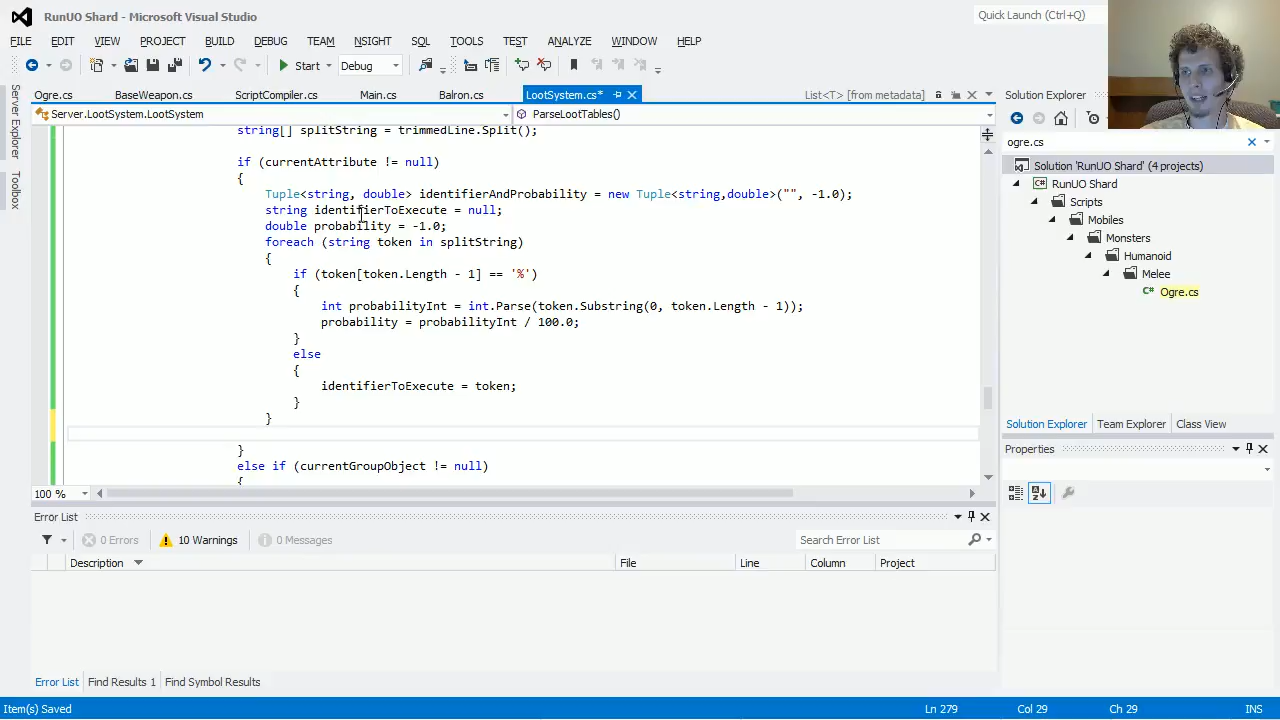 RunUO Shard - Microsoft Visual Studio
Quick Launch (Ctrl+Q)
FILE EDIT VIEW PROJECT BUILD DEBUG TEAM NSIGHT SQL TOOLS TEST ANALYZE WINDOW HELP
Start Debug
Ogre.cs BaseWeapon.cs ScriptCompiler.cs Main.cs Balron.cs LootSystem.cs* List<T> [from metadata]
Solution Explorer
Server.LootSystem.LootSystem ParseLootTables()
Server Explorer
Toolbox
string[] splitString = trimmedLine.Split();
if (currentAttribute != null)
{
Tuple<string, double> identifierAndProbability = new Tuple<string,double>("", -1.0);
string identifierToExecute = null;
double probability = -1.0;
foreach (string token in splitString)
{
if (token[token.Length - 1] == '%')
{
int probabilityInt = int.Parse(token.Substring(0, token.Length - 1));
probability = probabilityInt / 100.0;
}
else
{
identifierToExecute = token;
}
}
}
else if (currentGroupObject != null)
{
100 %
ogre.cs
Solution 'RunUO Shard' (4 projects)
RunUO Shard
Scripts
Mobiles
Monsters
Humanoid
Melee
C# Ogre.cs
Solution Explorer Team Explorer Class View
Properties
Error List
0 Errors 10 Warnings 0 Messages
Search Error List
Description File Line Column Project
Error List Find Results 1 Find Symbol Results
Item(s) Saved Ln 279 Col 29 Ch 29 INS